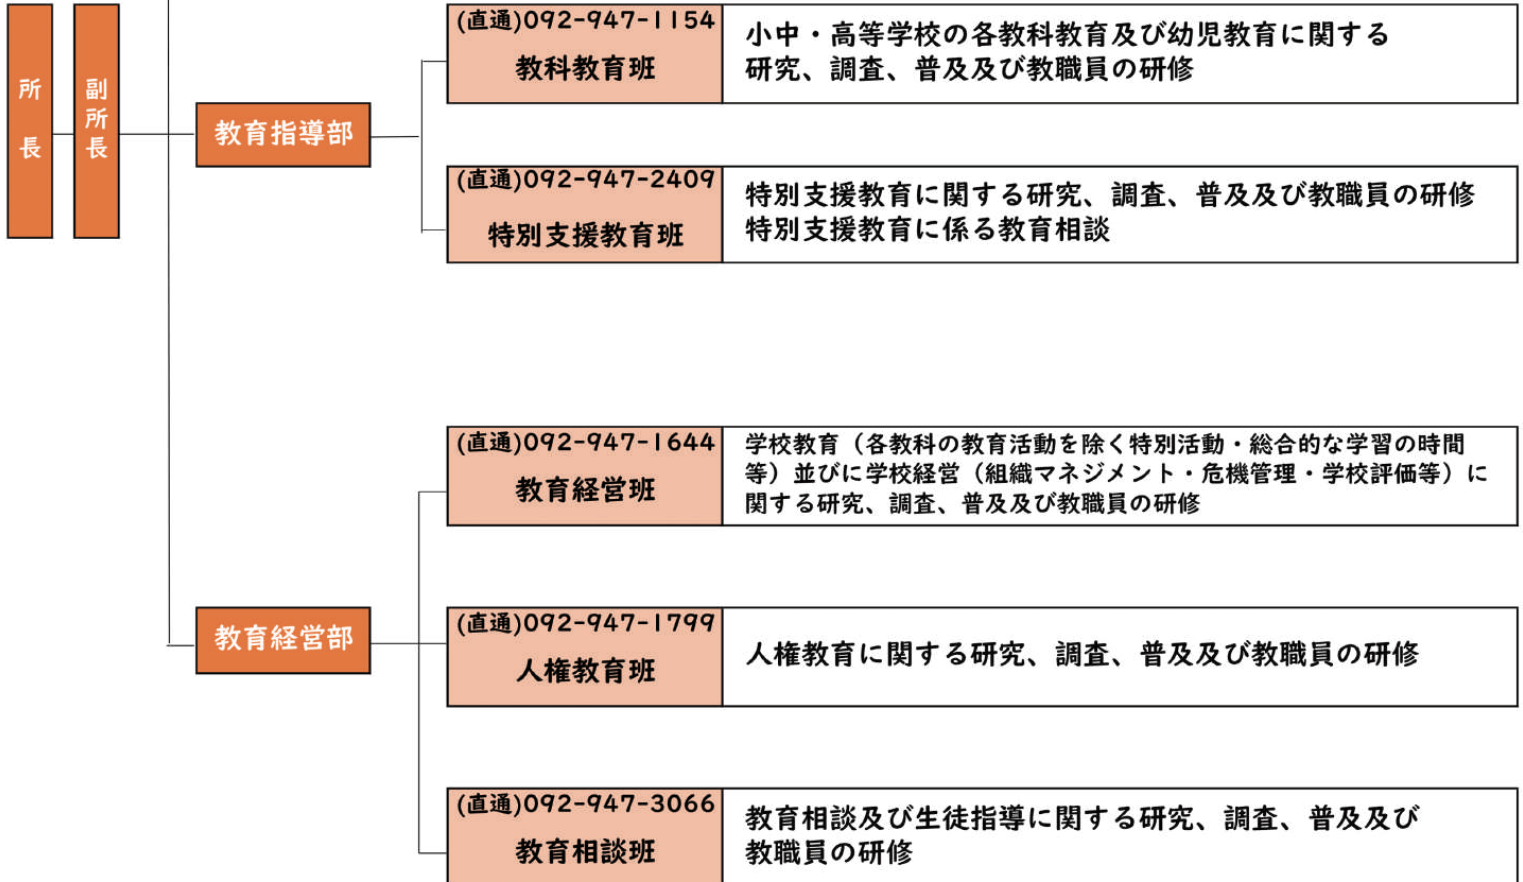 所長
副所長
教育指導部
(直通)092-947-1154
教科教育班
小中・高等学校の各教科教育及び幼児教育に関する
研究、調査、普及及び教職員の研修
(直通)092-947-2409
特別支援教育班
特別支援教育に関する研究、調査、普及及び教職員の研修
特別支援教育に係る教育相談
教育経営部
(直通)092-947-1644
教育経営班
学校教育（各教科の教育活動を除く特別活動・総合的な学習の時間
等）並びに学校経営（組織マネジメント・危機管理・学校評価等）に
関する研究、調査、普及及び教職員の研修
(直通)092-947-1799
人権教育班
人権教育に関する研究、調査、普及及び教職員の研修
(直通)092-947-3066
教育相談班
教育相談及び生徒指導に関する研究、調査、普及及び
教職員の研修